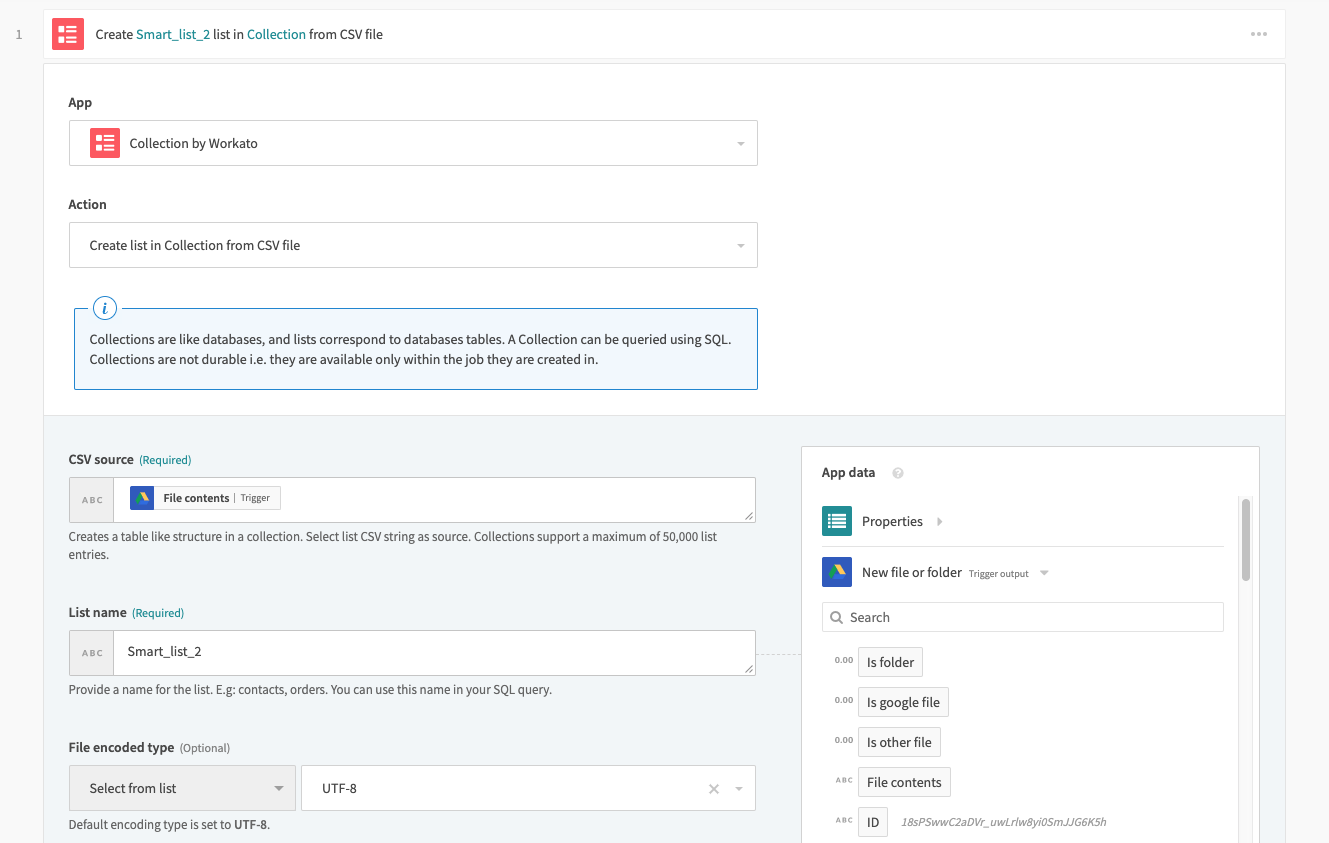 1
Create Smart_list_2 list in Collection from CSV file
App
Collection by Workato
Action
Create list in Collection from CSV file
i
Collections are like databases, and lists correspond to databases tables. A Collection can be queried using SQL.
Collections are not durable i.e. they are available only within the job they are created in.
CSV source (Required)
ABC File contents | Trigger
Creates a table like structure in a collection. Select list CSV string as source. Collections support a maximum of 50,000 list
entries.
List name (Required)
ABC Smart_list_2
Provide a name for the list. E.g: contacts, orders. You can use this name in your SQL query.
File encoded type (Optional)
Select from list UTF-8
Default encoding type is set to UTF-8.
App data ?
Properties
New file or folder Trigger output
Search
0.00 Is folder
0.00 Is google file
0.00 Is other file
ABC File contents
ABC ID 18sPSwwC2aDVr_uwLrlw8yi0SmJJG6K5h